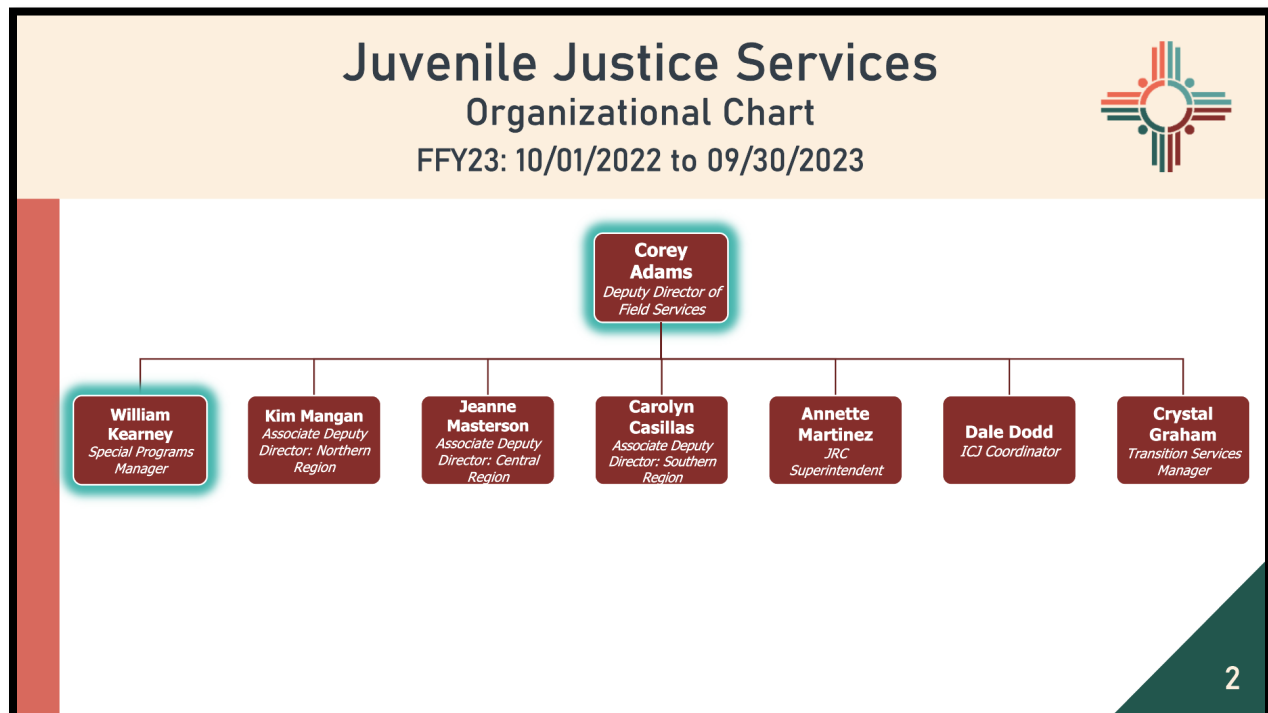 Juvenile Justice Services
Organizational Chart
FFY23: 10/01/2022 to 09/30/2023
Corey
Adams
Deputy Director of
Field Services
William
Kearney
Special Programs
Manager
Kim Mangan
Associate Deputy
Director: Northern
Region
Jeanne
Masterson
Associate Deputy
Director: Central
Region
Carolyn
Casillas
Associate Deputy
Director: Southern
Region
Annette
Martinez
JRC
Superintendent
Dale Dodd
ICJ Coordinator
Crystal
Graham
Transition Services
Manager
2